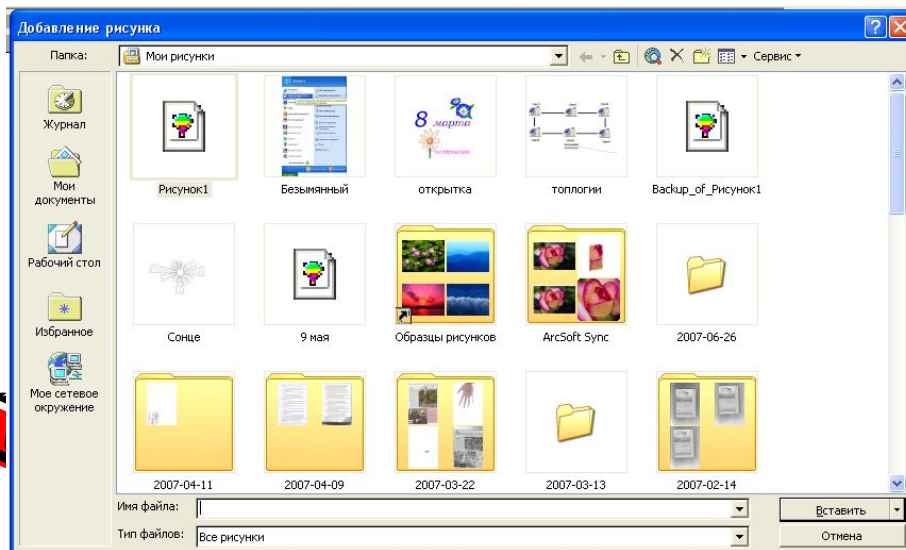 Добавление рисунка
Папка:
Мои рисунки
Сервис
Журнал
Мои документы
Рабочий стол
Избранное
Мое сетевое окружение
Рисунок1
Безымянный
открытка
топлогии
Backup_of_Рисунок1
8 марта
поздравляю
Сонце
9 мая
Образцы рисунков
ArcSoft Sync
2007-06-26
2007-04-11
2007-04-09
2007-03-22
2007-03-13
2007-02-14
Имя файла:
Вставить
Тип файлов:
Все рисунки
Отмена